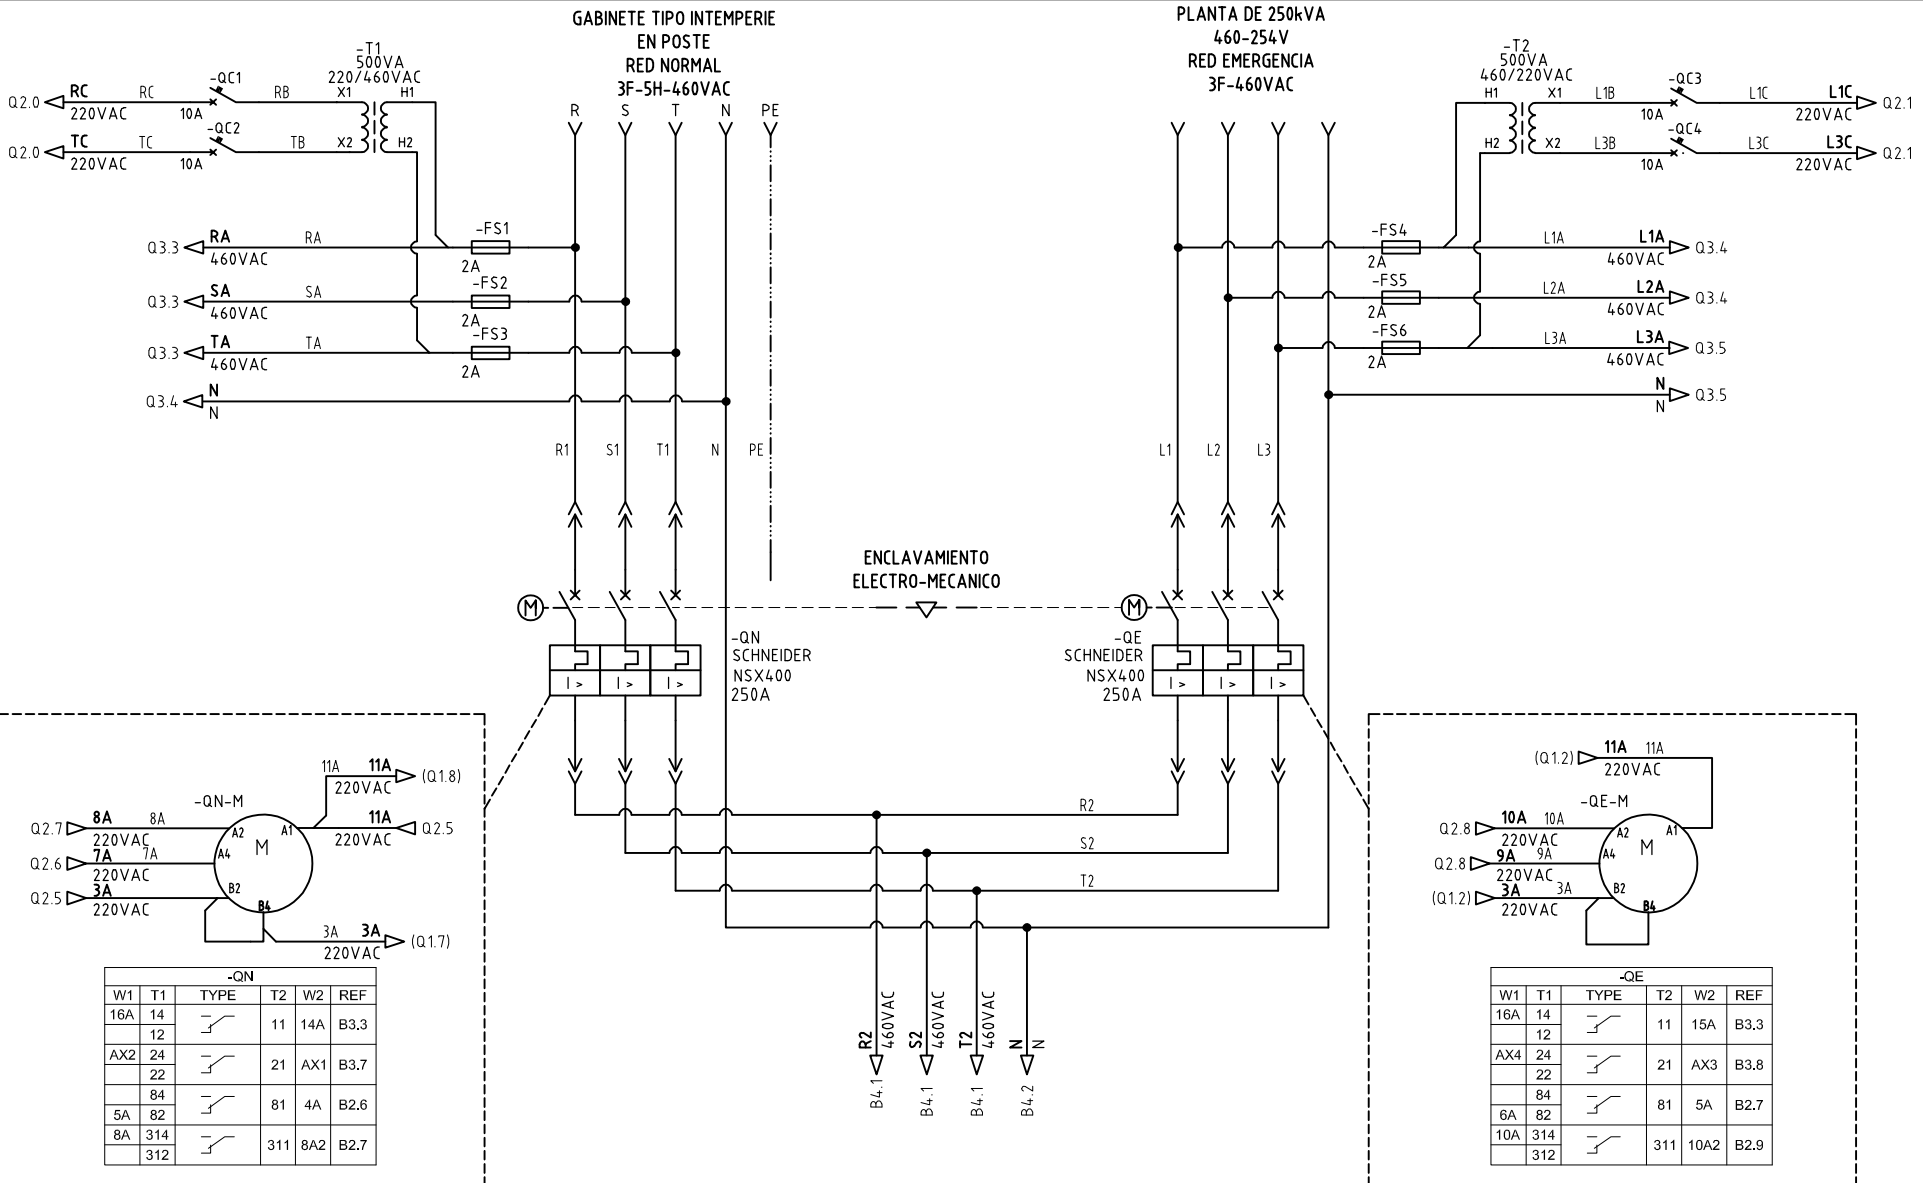 GABINETE TIPO INTEMPERIE
EN POSTE
RED NORMAL
3F-5H-460VAC
R S T N PE
PLANTA DE 250kVA
460-254V
RED EMERGENCIA
3F-460VAC
-T1
500VA
220/460VAC
X1 H1
X2 H2
Q2.0 RC RC -QC1 RB
220VAC 10A
Q2.0 TC TC -QC2 TB
220VAC 10A
-T2
500VA
460/220VAC
H1 X1
H2 X2
L1B -QC3 L1C L1C Q2.1
10A 220VAC
L3B -QC4 L3C L3C Q2.1
10A 220VAC
Q3.3 RA RA -FS1
460VAC 2A
Q3.3 SA SA -FS2
460VAC 2A
Q3.3 TA TA -FS3
460VAC 2A
Q3.4 N
N
-FS4 L1A L1A Q3.4
2A 460VAC
-FS5 L2A L2A Q3.4
2A 460VAC
-FS6 L3A L3A Q3.5
2A 460VAC
N Q3.5
N
R1 S1 T1 N PE
L1 L2 L3
ENCLAVAMIENTO
ELECTRO-MECANICO
M
M
-QN
SCHNEIDER
NSX400
250A
I > I > I >
-QE
SCHNEIDER
NSX400
250A
I > I > I >
R2
S2
T2
R2 460VAC B4.1
S2 460VAC B4.1
T2 460VAC B4.1
N N B4.2
11A 11A (Q1.8)
220VAC
-QN-M
Q2.7 8A 8A A2 A1 11A Q2.5
220VAC 220VAC
M
Q2.6 7A 7A A4
220VAC
Q2.5 3A B2
220VAC
B4
3A 3A (Q1.7)
220VAC
-QN
W1 T1 TYPE T2 W2 REF
16A 14 11 14A B3.3
12
AX2 24 21 AX1 B3.7
22
84 81 4A B2.6
5A 82
8A 314 311 8A2 B2.7
312
(Q1.2) 11A 11A
220VAC
-QE-M
Q2.8 10A 10A A2 A1
220VAC
M
Q2.8 9A 9A A4
220VAC
(Q1.2) 3A 3A B2
220VAC
B4
-QE
W1 T1 TYPE T2 W2 REF
16A 14 11 15A B3.3
12
AX4 24 21 AX3 B3.8
22
84 81 5A B2.7
6A 82
10A 314 311 10A2 B2.9
312